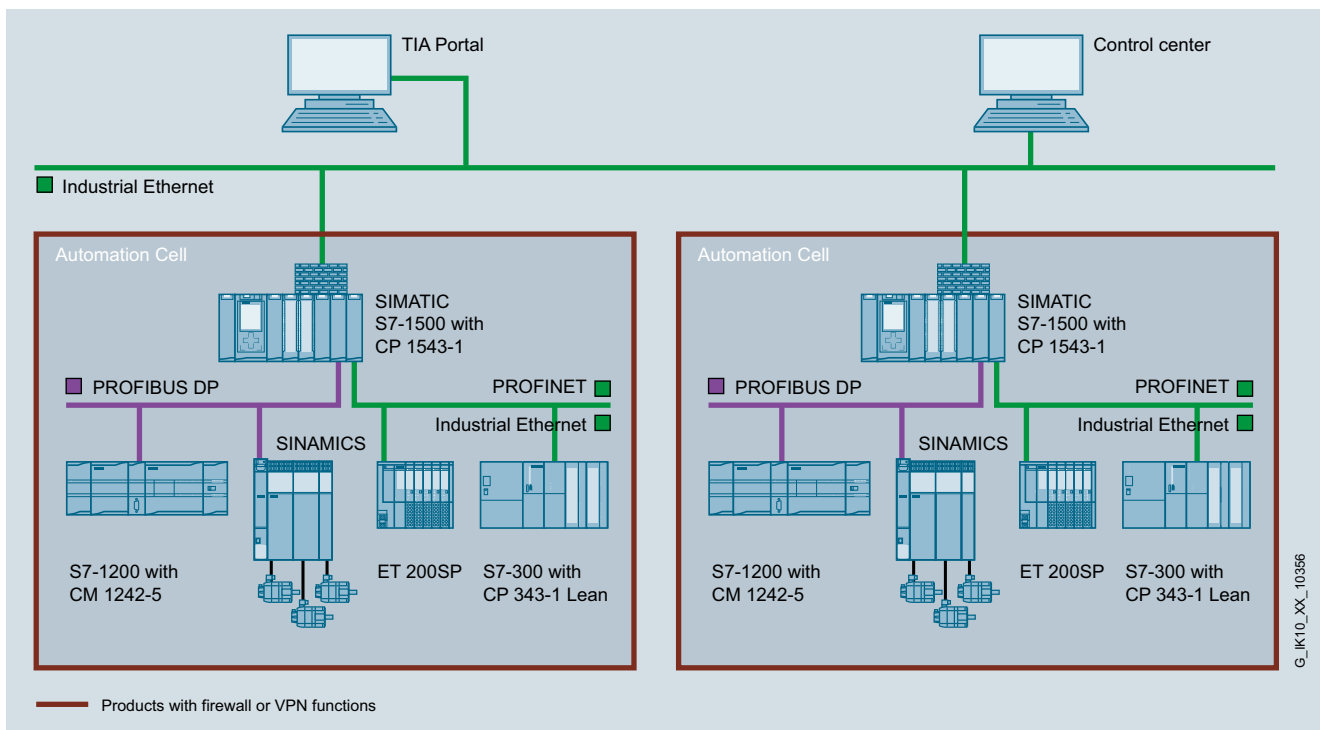 TIA Portal
Control center
Industrial Ethernet
Automation Cell
SIMATIC
S7-1500 with
CP 1543-1
PROFIBUS DP
PROFINET
Industrial Ethernet
SINAMICS
S7-1200 with
CM 1242-5
ET 200SP
S7-300 with
CP 343-1 Lean
Automation Cell
SIMATIC
S7-1500 with
CP 1543-1
PROFIBUS DP
PROFINET
Industrial Ethernet
SINAMICS
S7-1200 with
CM 1242-5
ET 200SP
S7-300 with
CP 343-1 Lean
G_IK10_XX_10356
Products with firewall or VPN functions